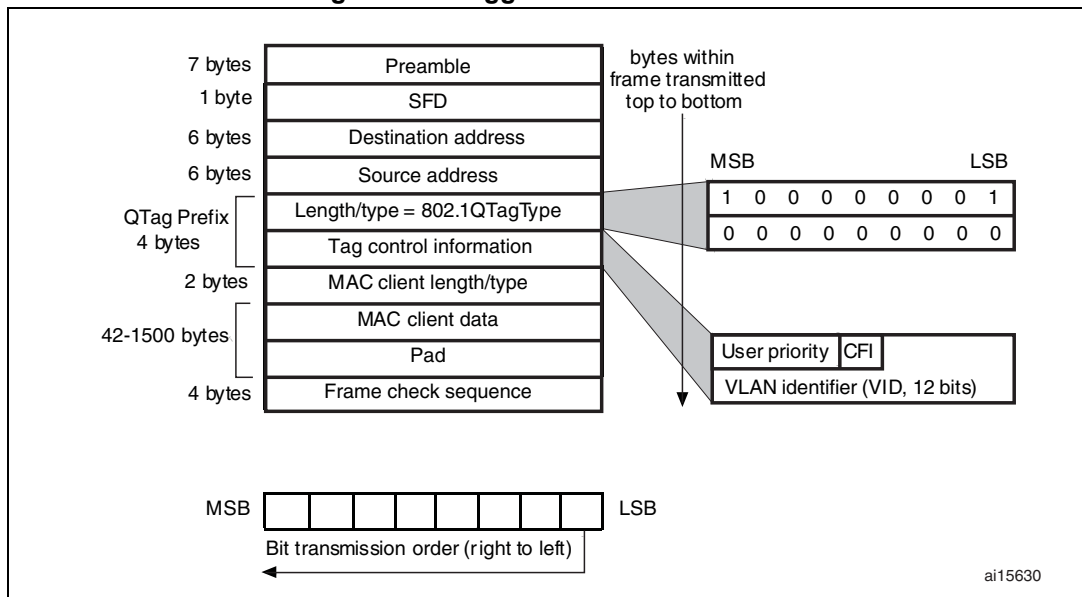 7 bytes
Preamble
1 byte
SFD
6 bytes
Destination address
6 bytes
Source address
QTag Prefix
4 bytes
Length/type = 802.1QTagType
Tag control information
2 bytes
MAC client length/type
42-1500 bytes
MAC client data
Pad
4 bytes
Frame check sequence
bytes within
frame transmitted
top to bottom
MSB LSB
1 0 0 0 0 0 0 0 0 1
0 0 0 0 0 0 0 0 0 0
User priority CFI
VLAN identifier (VID, 12 bits)
MSB LSB
Bit transmission order (right to left)
ai15630